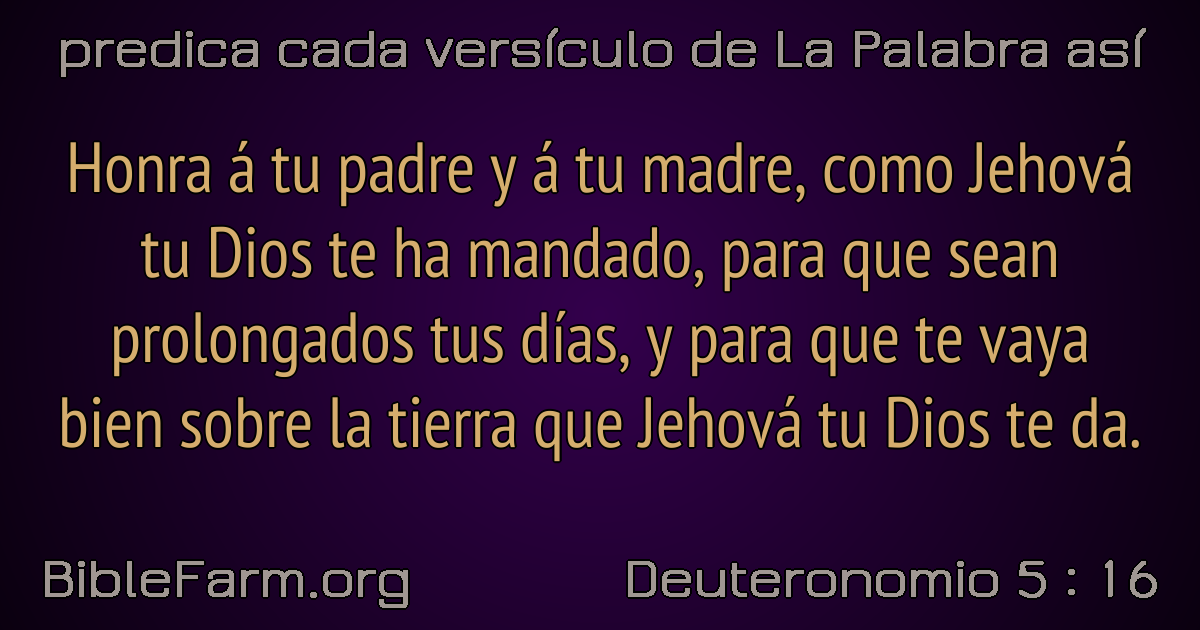 predica cada versículo de La Palabra así
Honra á tu padre y á tu madre, como Jehová
tu Dios te ha mandado, para que sean
prolongados tus días, y para que te vaya
bien sobre la tierra que Jehová tu Dios te da.
BibleFarm.org
Deuteronomio 5 : 16